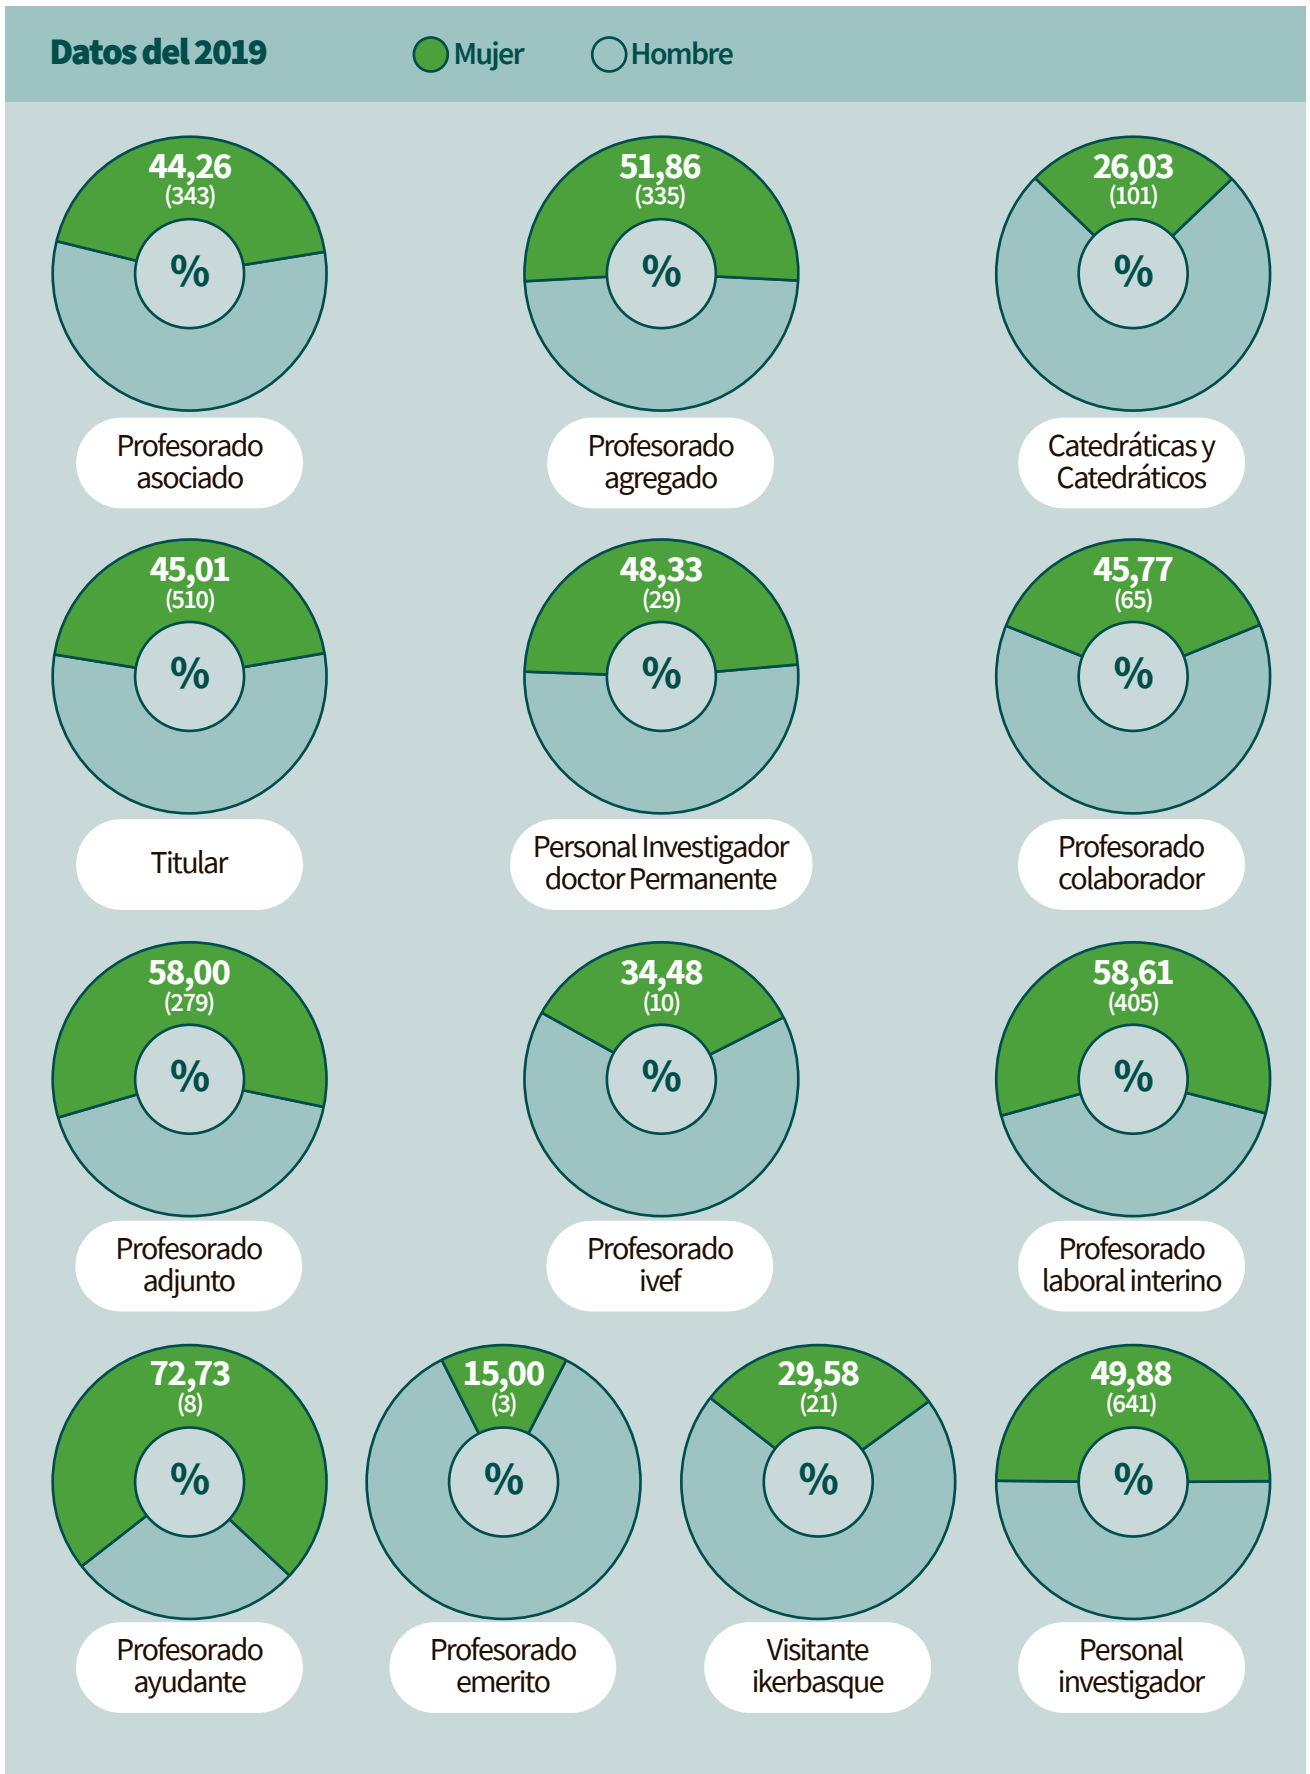 Datos del 2019
Mujer
Hombre
44,26
(343)
%
Profesorado
asociado
51,86
(335)
%
Profesorado
agregado
26,03
(101)
%
Catedráticas y
Catedráticos
45,01
(510)
%
Titular
48,33
(29)
%
Personal Investigador
doctor Permanente
45,77
(65)
%
Profesorado
colaborador
58,00
(279)
%
Profesorado
adjunto
34,48
(10)
%
Profesorado
ivef
58,61
(405)
%
Profesorado
laboral interino
72,73
(8)
%
Profesorado
ayudante
15,00
(3)
%
Profesorado
emerito
29,58
(21)
%
Visitante
ikerbasque
49,88
(641)
%
Personal
investigador